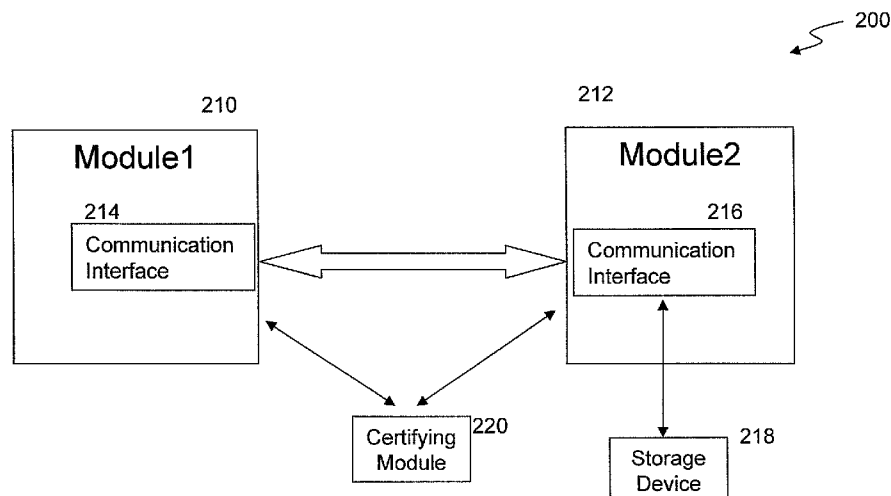 200
210
212
Module1
Module2
214
216
Communication
Interface
Communication
Interface
Certifying
Module
220
218
Storage
Device